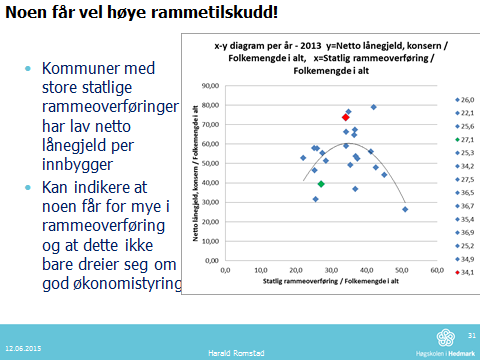 Noen får vel høye rammetilskudd!
• Kommuner med
store statlige
rammeoverføringer
har lav netto
lånegjeld per
innbygger
• Kan indikere at
noen får for mye i
rammeoverføring
og at dette ikke
bare dreier seg om
god økonomistyring
x-y diagram per år - 2013 y=Netto lånegjeld, konsern /
Folkemengde i alt, x=Statlig rammeoverføring /
Folkemengde i alt
Netto lånegjeld, konsern / Folkemengde i alt
90,00
80,00
70,00
60,00
50,00
40,00
30,00
20,00
10,00
0,00
0,0 10,0 20,0 30,0 40,0 50,0 60,0
Statlig rammeoverføring / Folkemengde i alt
26,0
22,1
25,6
27,1
34,2
27,5
36,5
36,7
35,4
36,9
25,2
34,9
34,1
31
12.06.2015
Harald Romstad
Høgskolen i Hedmark